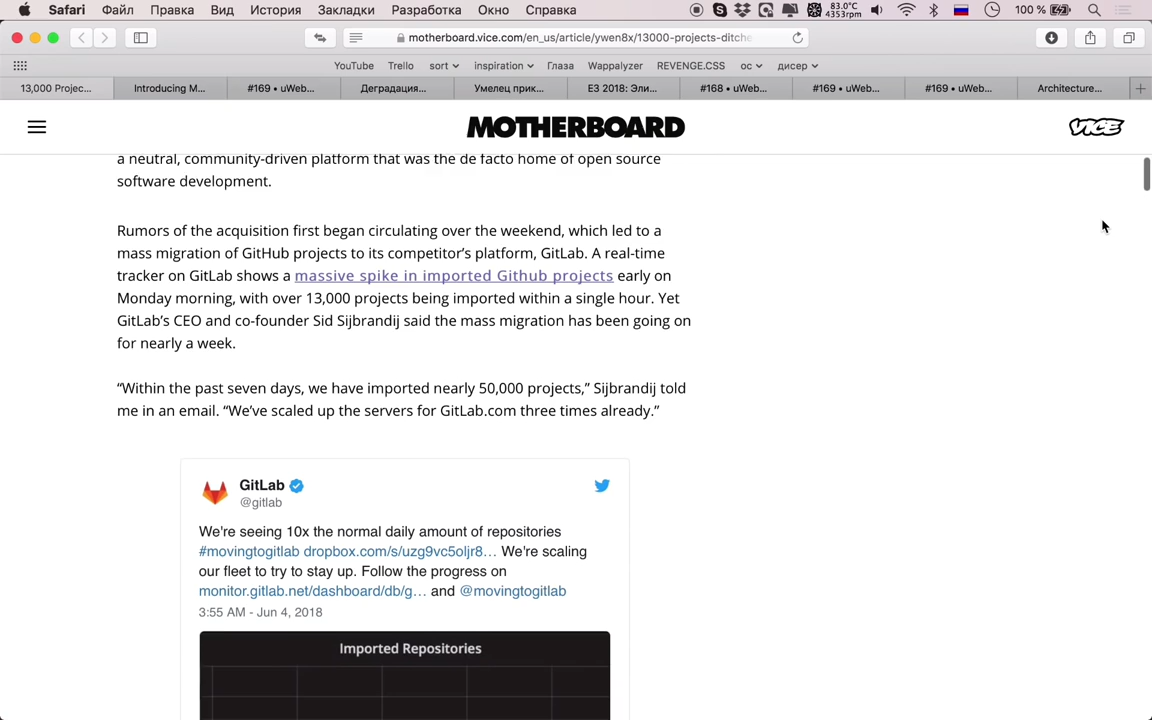 Safari Файл Правка Вид История Закладки Разработка Окно Справка 83.0°C 4353rpm 100 %
motherboard.vice.com/en_us/article/ywen8x/13000-projects-ditche
YouTube Trello sort inspiration Глаза Wappalyzer REVENGE.CSS ос дисер
13,000 Projec... Introducing M... #169 • uWeb... Деградация... Умелец прик... E3 2018: Эли... #168 • uWeb... #169 • uWeb... #169 • uWeb... Architecture...
MOTHERBOARD VICE
a neutral, community-driven platform that was the de facto home of open source
software development.
Rumors of the acquisition first began circulating over the weekend, which led to a
mass migration of GitHub projects to its competitor’s platform, GitLab. A real-time
tracker on GitLab shows a massive spike in imported Github projects early on
Monday morning, with over 13,000 projects being imported within a single hour. Yet
GitLab’s CEO and co-founder Sid Sijbrandij said the mass migration has been going on
for nearly a week.
“Within the past seven days, we have imported nearly 50,000 projects,” Sijbrandij told
me in an email. “We’ve scaled up the servers for GitLab.com three times already.”
GitLab
@gitlab
We're seeing 10x the normal daily amount of repositories
#movingtogitlab dropbox.com/s/uzg9vc5oljr8… We're scaling
our fleet to try to stay up. Follow the progress on
monitor.gitlab.net/dashboard/db/g… and @movingtogitlab
3:55 AM - Jun 4, 2018
Imported Repositories